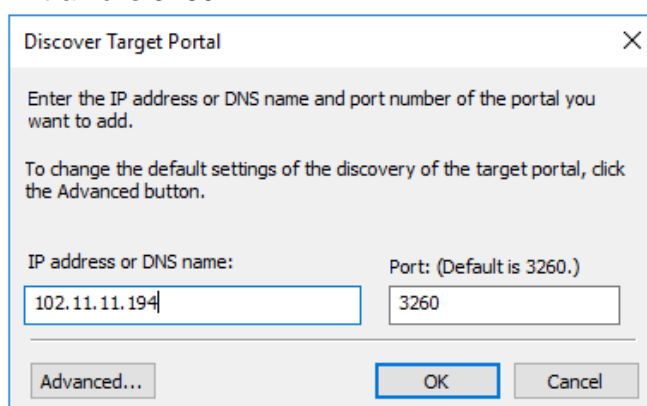 Discover Target Portal
Enter the IP address or DNS name and port number of the portal you
want to add.
To change the default settings of the discovery of the target portal, click
the Advanced button.
IP address or DNS name:
Port: (Default is 3260.)
102.11.11.194
3260
Advanced...
OK
Cancel